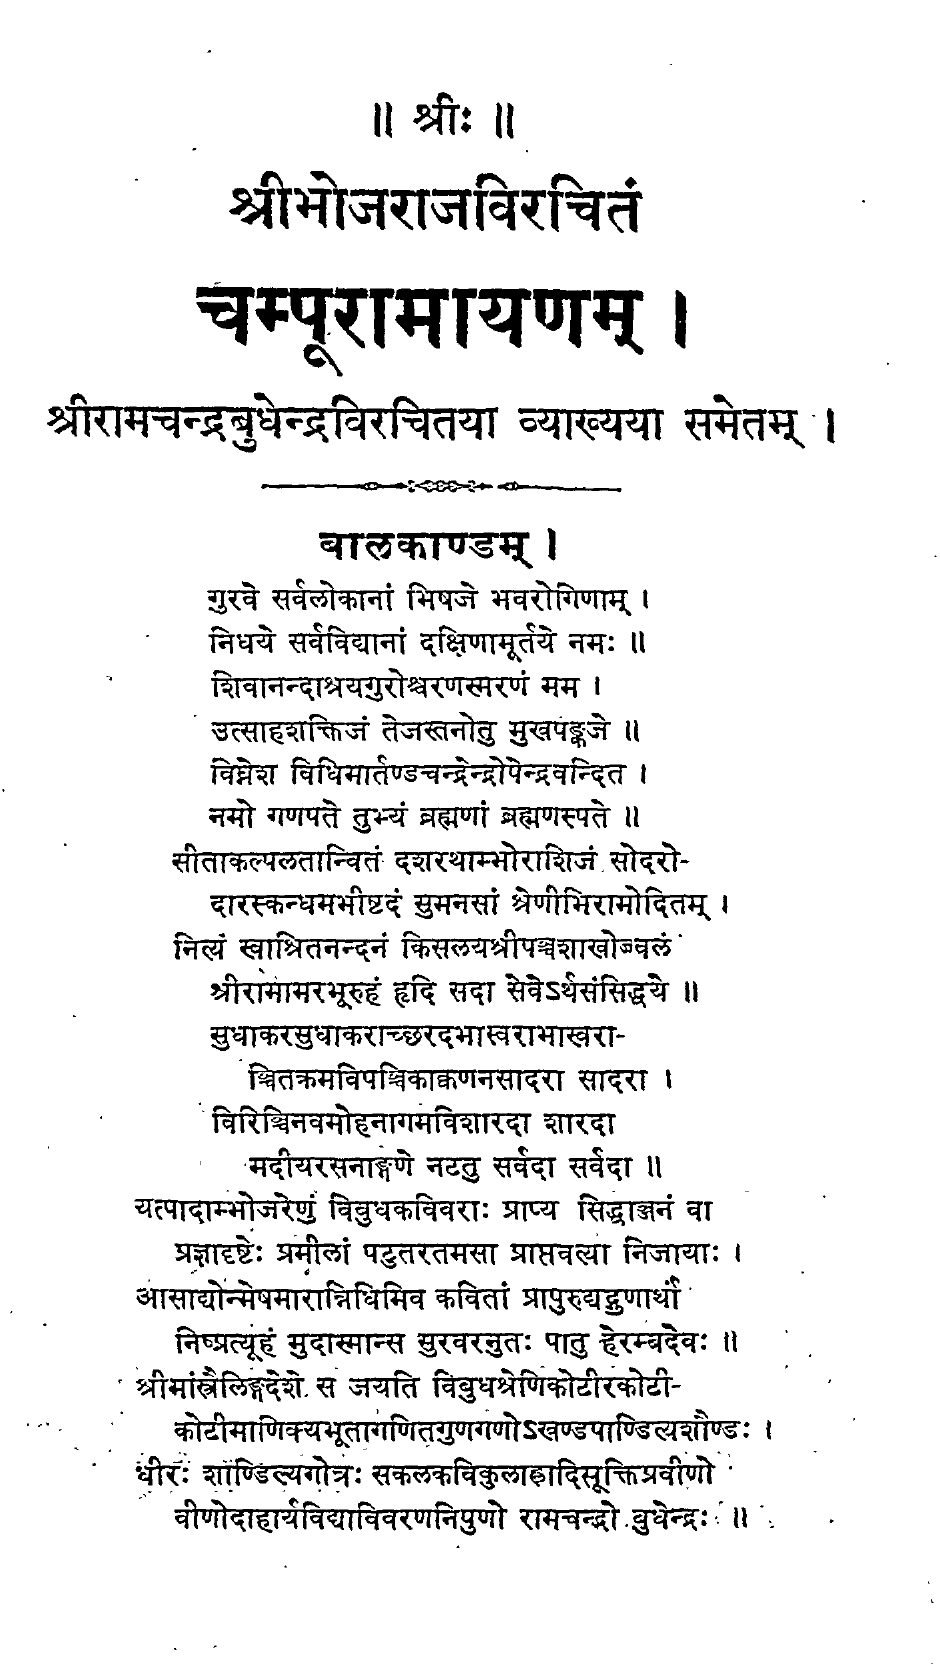 ॥ श्रीः ॥
श्रीभोजराजविरचितं
चम्पूरामायणम् ।
श्रीरामचन्द्रबुधेन्द्रविरचितया व्याख्यया समेतम् ।
बालकाण्डम् ।
गुरवे सर्वलोकानां भिषजे भवरोगिणाम् ।
निधये सर्वविद्यानां दक्षिणामूर्तये नमः ॥
शिवानन्दाश्रयगुरोश्चरणस्मरणं मम ।
उत्साहशक्तिजं तेजस्तनोतु मुखपङ्कजे ॥
विघ्नेश विधिमार्तण्डचन्द्रेन्द्रोपेन्द्रवन्दित ।
नमो गणपते तुभ्यं ब्रह्मणां ब्रह्मणस्पते ॥
सीताकल्पलतान्वितं दशरथाम्भोराशिजं सोदरो-
दारस्कन्धमभीष्टदं सुमनसां श्रेणीभिरामोदितम् ।
नित्यं स्वाश्रितनन्दनं किसलयश्रीपञ्चशाखोज्ज्वलं
श्रीरामामरभूरुहं हृदि सदा सेवेऽर्थसंसिद्धये ॥
सुधाकरसुधाकराच्छरदभास्वराभास्वरा-
ञ्चितक्रमविपञ्चिकाक्वणनसादरा सादरा ।
विरिञ्चिनवमोहनागमविशारदा शारदा
मदीयरसनाङ्गणे नटतु सर्वदा सर्वदा ॥
यत्पादाम्भोजरेणुं विबुधकविवराः प्राप्य सिद्धाञ्जनं वा
प्रज्ञादृष्टेः प्रमीलां पटुतरतमसा प्राप्तवत्या निजायाः ।
आसाद्योन्मेषमारान्निधिमिव कवितां प्रापुरुद्यद्गुणार्थां
निष्प्रत्यूहं मुदास्मान्स सुरवरनुतः पातु हेरम्बदेवः ॥
श्रीमांस्त्रैलिङ्गदेशे स जयति विबुधश्रेणिकोटीरकोटी-
कोटीमाणिक्यभूतागणितगुणगणोऽखण्डपाण्डित्यशौण्डः ।
धीरः शाण्डिल्यगोत्रः सकलकविकुलाह्लादिसूक्तिप्रवीणो
वीणोदाहार्यविद्याविवरणनिपुणो रामचन्द्रो बुधेन्द्रः ॥